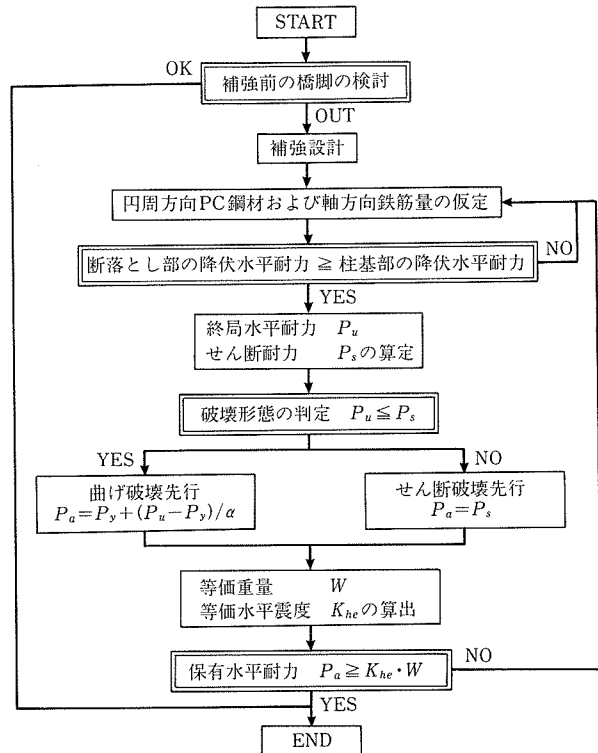 START
OK
補強前の橋脚の検討
OUT
補強設計
円周方向PC鋼材および軸方向鉄筋量の仮定
断落とし部の降伏水平耐力 ≧ 柱基部の降伏水平耐力
NO
YES
終局水平耐力 Pu
せん断耐力 Psの算定
破壊形態の判定 Pu≦Ps
YES
NO
曲げ破壊先行
Pa=Py+(Pu−Py)/α
せん断破壊先行
Pa=Ps
等価重量 W
等価水平震度 Kheの算出
保有水平耐力 Pa≧Khe・W
NO
YES
END